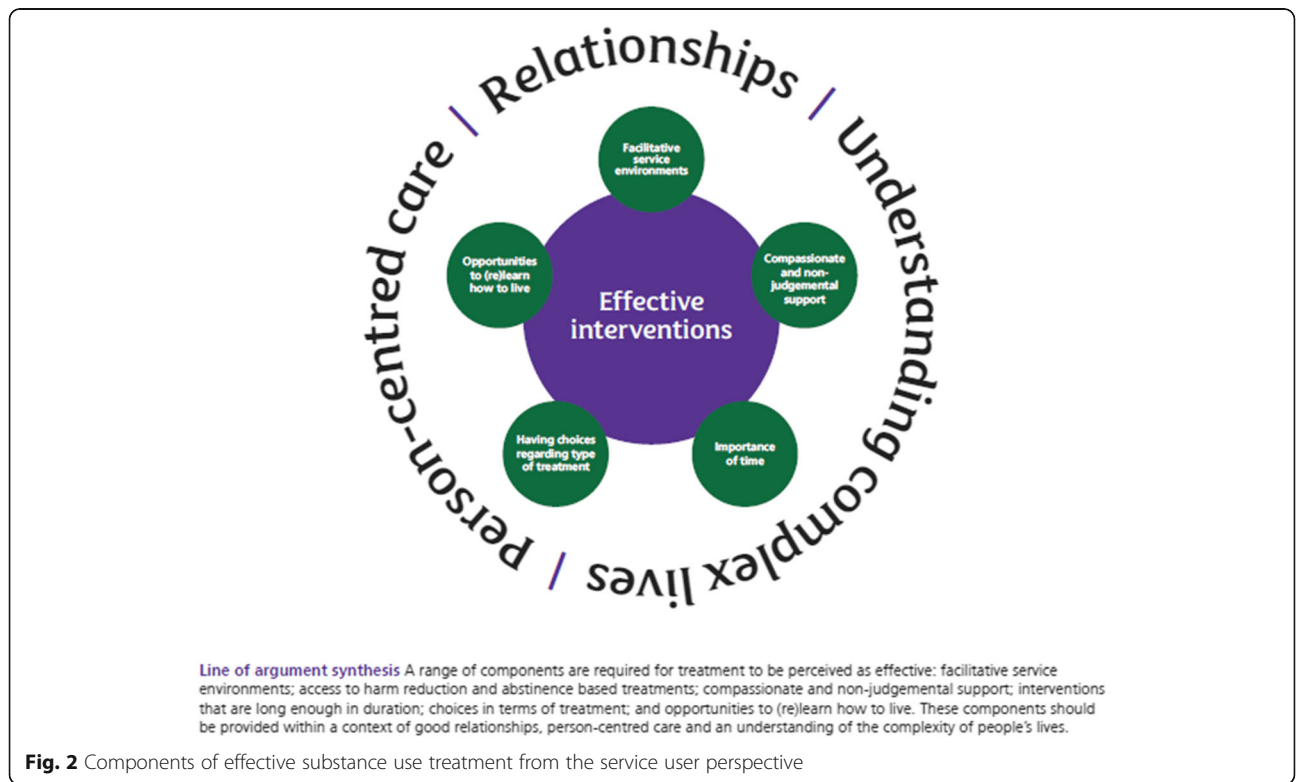 Relationships | Understanding complex lives | Person-centred care |
Facilitative
service
environments
Opportunities
to (re)learn
how to live
Compassionate
and non-
judgemental
support
Effective
interventions
Having choices
regarding type
of treatment
Importance
of time
Line of argument synthesis A range of components are required for treatment to be perceived as effective: facilitative service
environments; access to harm reduction and abstinence based treatments; compassionate and non-judgemental support; interventions
that are long enough in duration; choices in terms of treatment; and opportunities to (re)learn how to live. These components should
be provided within a context of good relationships, person-centred care and an understanding of the complexity of people's lives.
Fig. 2 Components of effective substance use treatment from the service user perspective